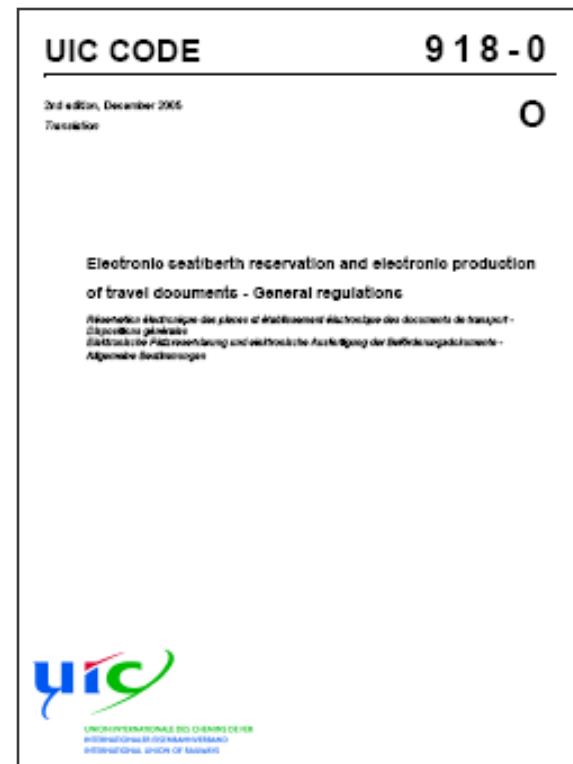 UIC CODE 918-0
2nd edition, December 2005
Translation
O
Electronic seat/berth reservation and electronic production
of travel documents - General regulations
Réservation électronique des places et établissement électronique des documents de transport -
Dispositions générales
Elektronische Platzreservierung und elektronische Ausfertigung der Beförderungsdokumente -
Allgemeine Bestimmungen
uic
UNION INTERNATIONALE DES CHEMINS DE FER
INTERNATIONALER EISENBAHNVERBAND
INTERNATIONAL UNION OF RAILWAYS